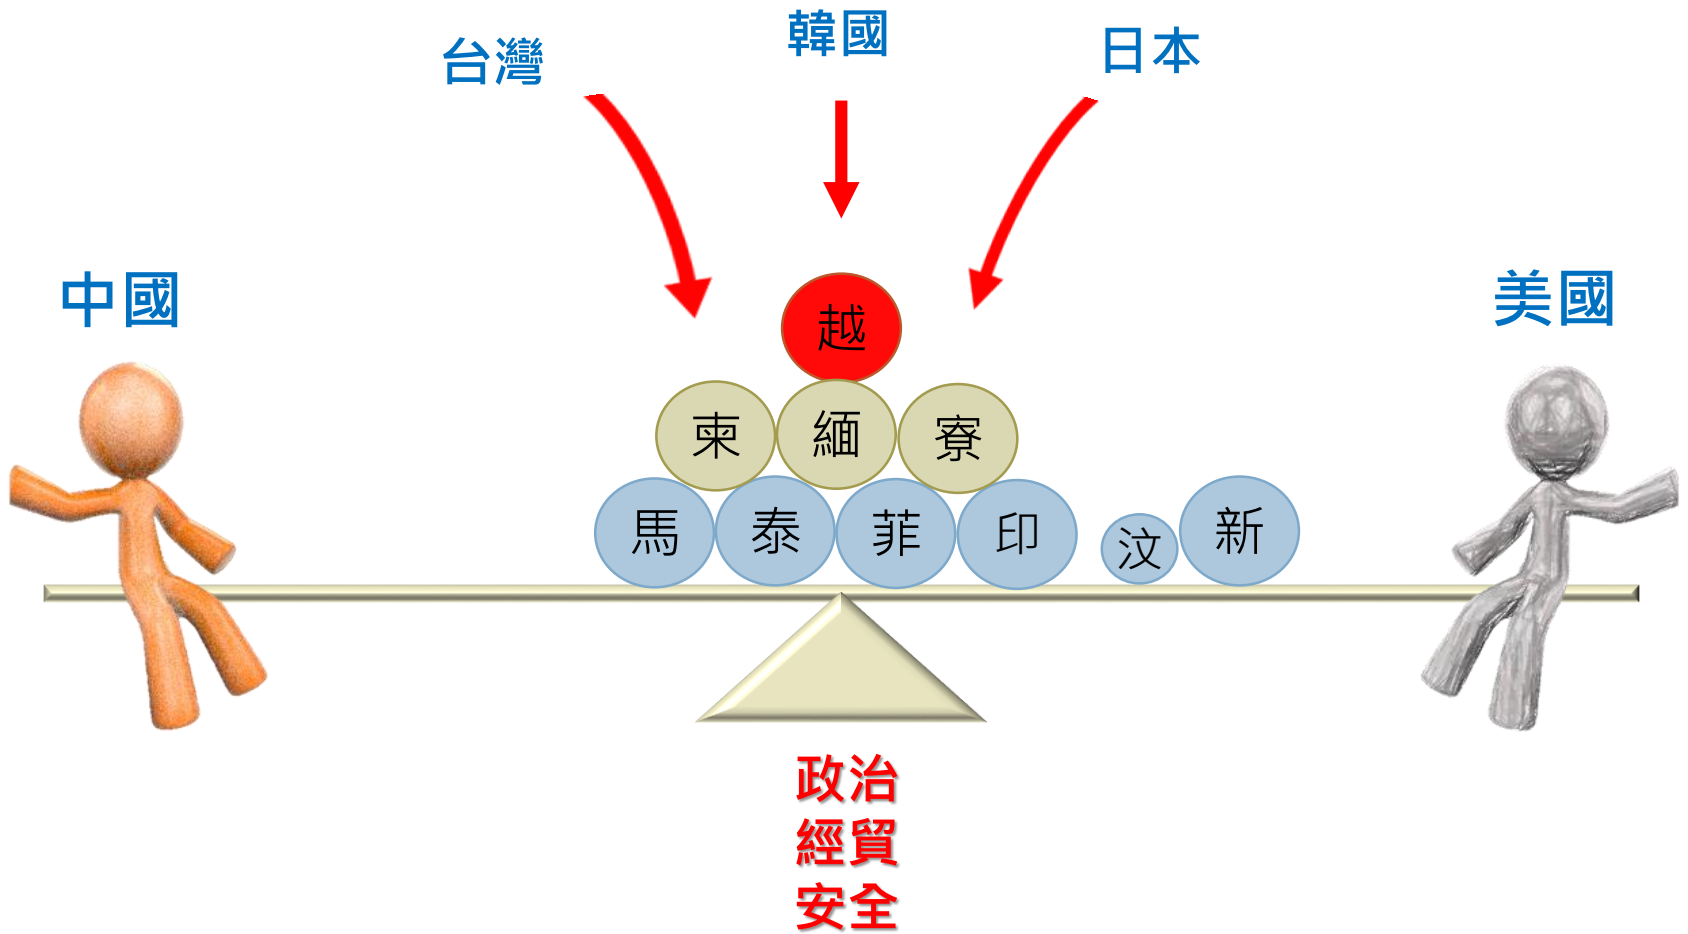 台灣
韓國
日本
中國
美國
越
柬
緬
寮
馬
泰
菲
印
汶
新
政治
經貿
安全